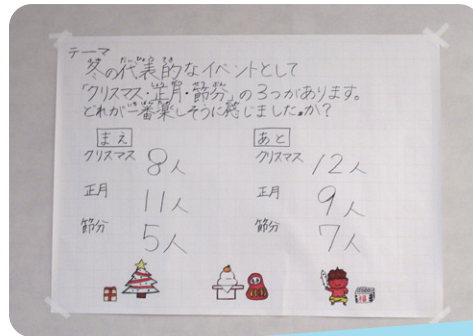 テーマ
冬の代表的なイベントとして
「クリスマス・正月・節分」の3つがあります。
どれが一番楽しそうに感じました。か？
まえ
クリスマス 8人
正月 11人
節分 5人
あと
クリスマス 12人
正月 9人
節分 7人
福